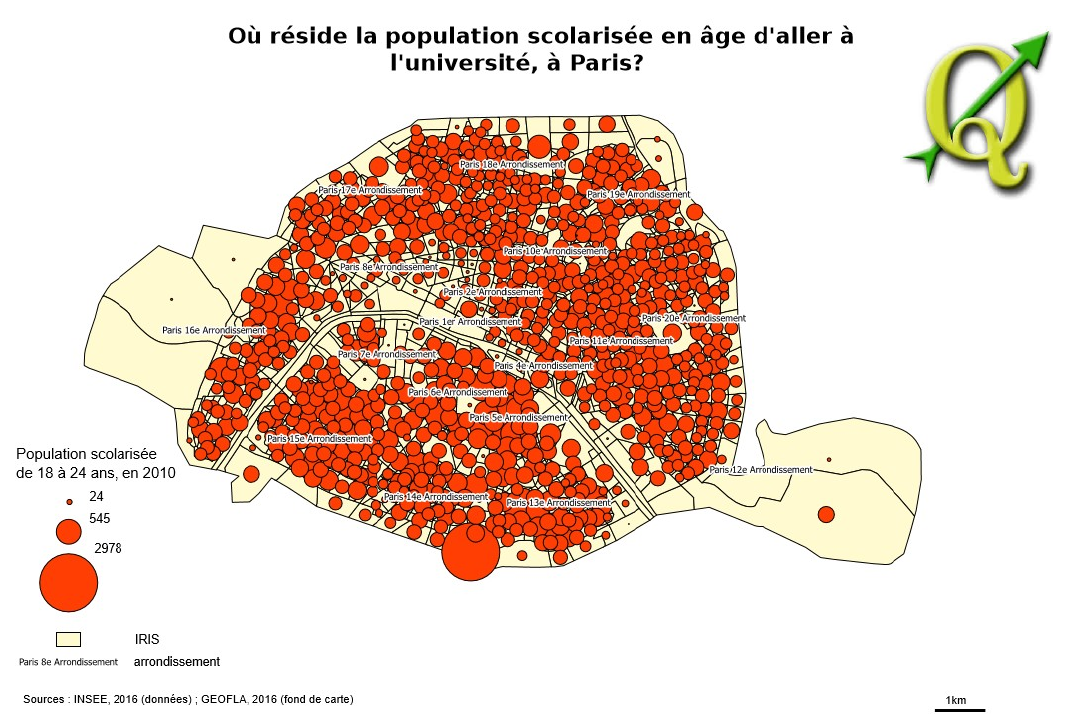 Où réside la population scolarisée en âge d'aller à
l'université, à Paris?
Q
Paris 18e Arrondissement
Paris 17e Arrondissement
Paris 19e Arrondissement
Paris 10e Arrondissement
Paris 8e Arrondissement
Paris 2e Arrondissement
Paris 20e Arrondissement
Paris 1er Arrondissement
Paris 16e Arrondissement
Paris 11e Arrondissement
Paris 7e Arrondissement
Paris 4e Arrondissement
Paris 6e Arrondissement
Paris 5e Arrondissement
Paris 15e Arrondissement
Paris 12e Arrondissement
Paris 14e Arrondissement
Paris 13e Arrondissement
Population scolarisée
de 18 à 24 ans, en 2010
24
545
2978
IRIS
Paris 8e Arrondissement arrondissement
Sources : INSEE, 2016 (données) ; GEOFLA, 2016 (fond de carte)
1km